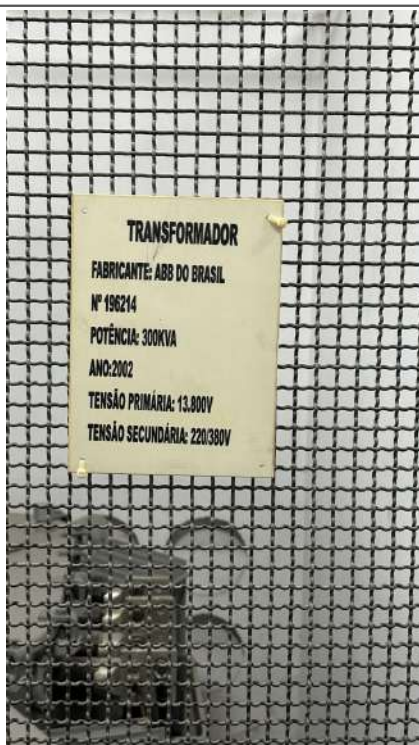 TRANSFORMADOR
FABRICANTE: ABB DO BRASIL
Nº 196214
POTÊNCIA: 300KVA
ANO:2002
TENSÃO PRIMÁRIA: 13.800V
TENSÃO SECUNDÁRIA: 220/380V